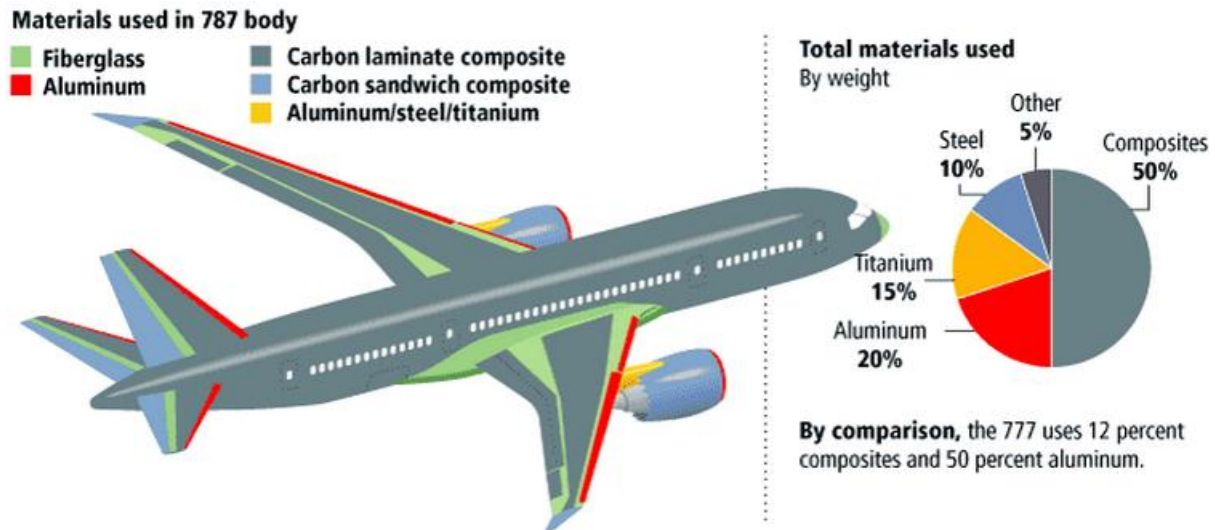 Materials used in 787 body
Fiberglass
Aluminum
Carbon laminate composite
Carbon sandwich composite
Aluminum/steel/titanium
Total materials used
By weight
Other
5%
Composites
50%
Steel
10%
Titanium
15%
Aluminum
20%
By comparison, the 777 uses 12 percent
composites and 50 percent aluminum.